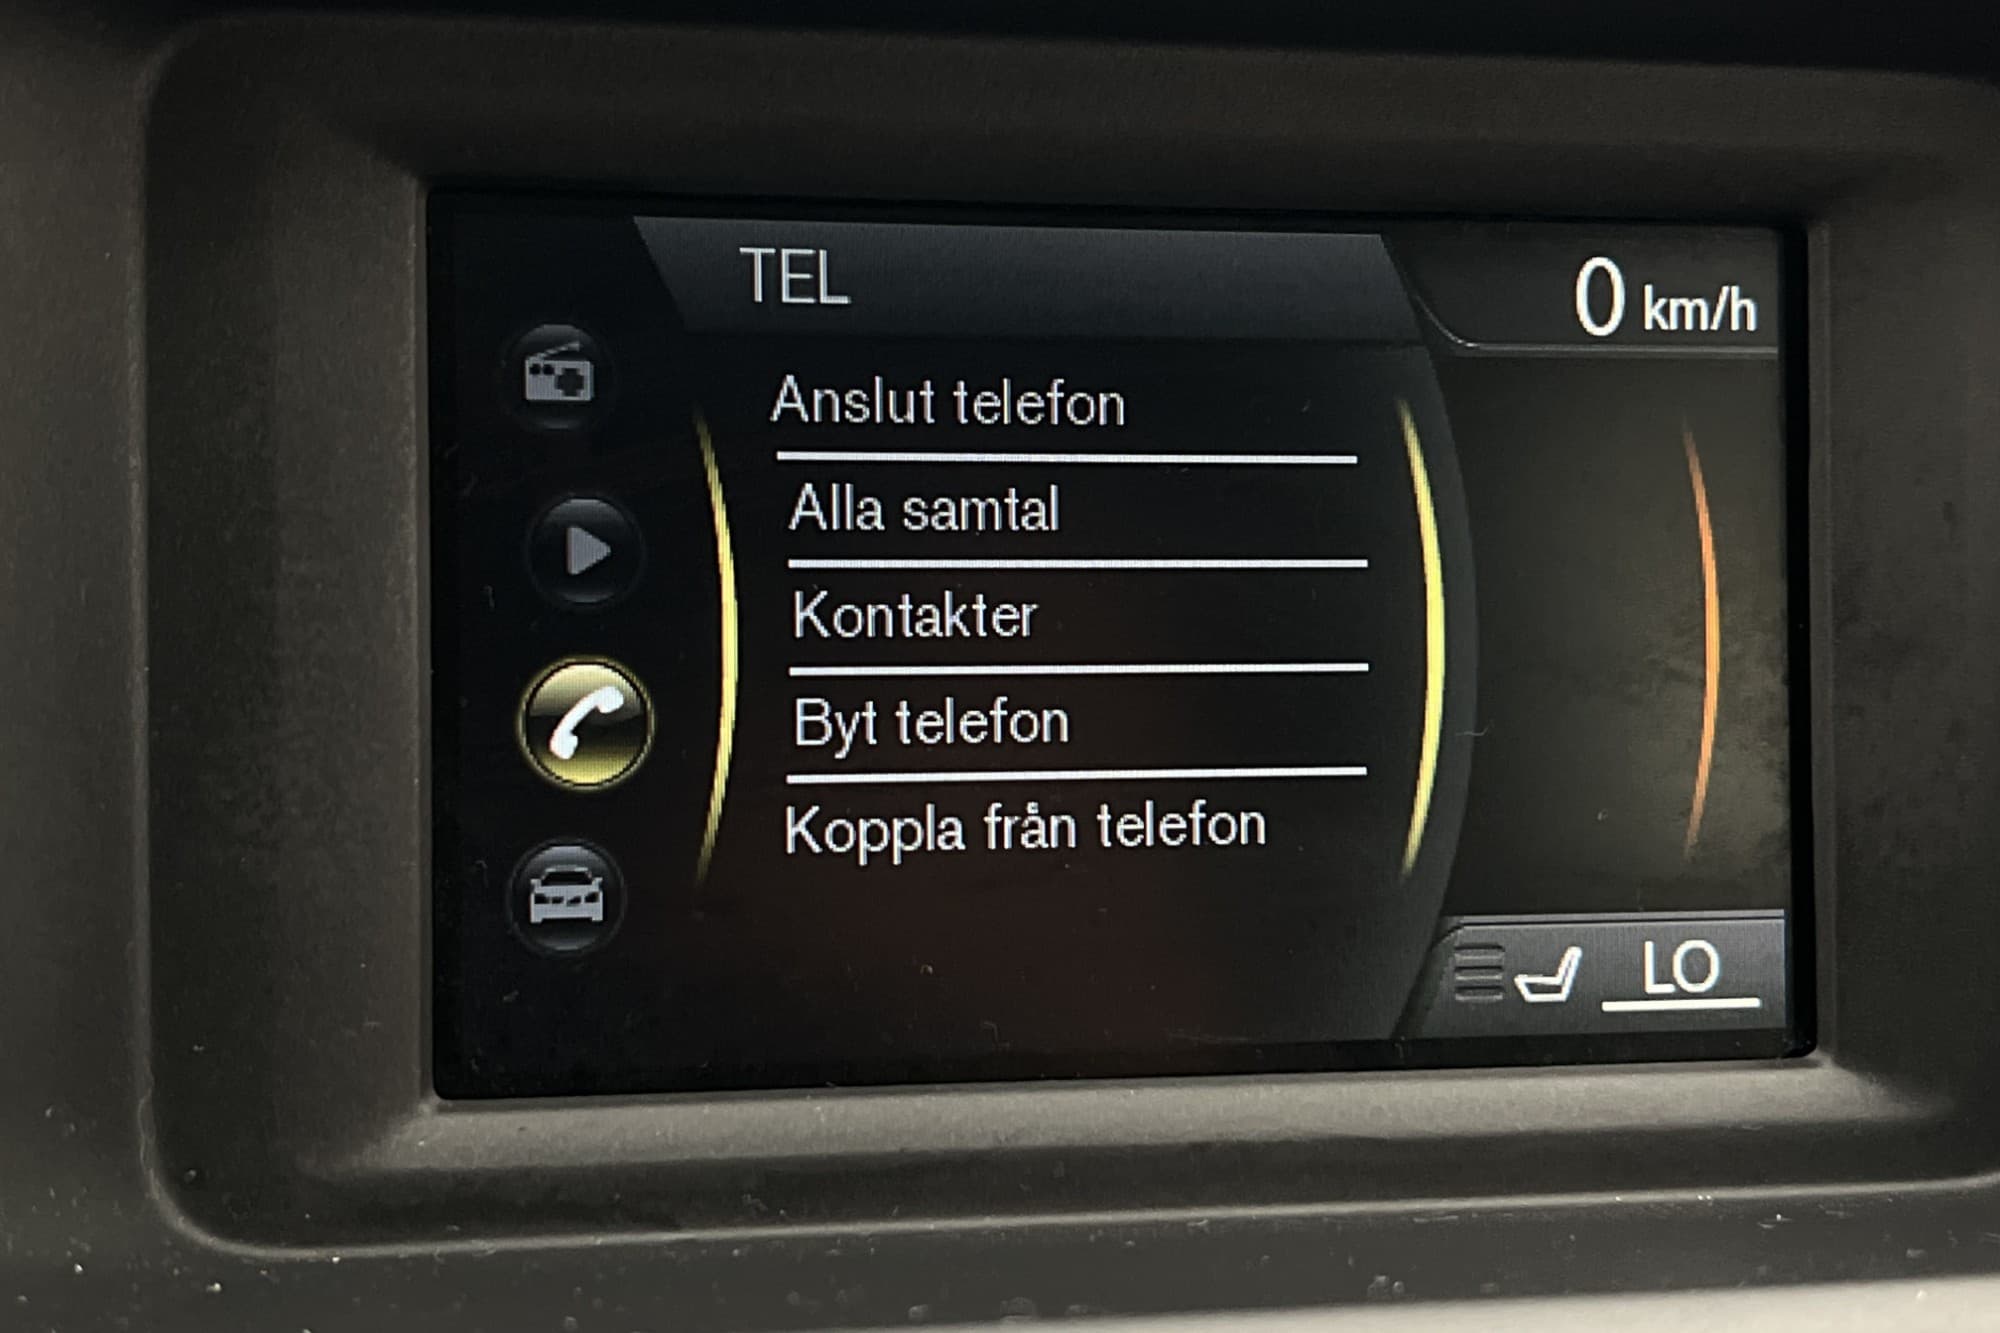 TEL
0 km/h
Anslut telefon
Alla samtal
Kontakter
Byt telefon
Koppla från telefon
LO